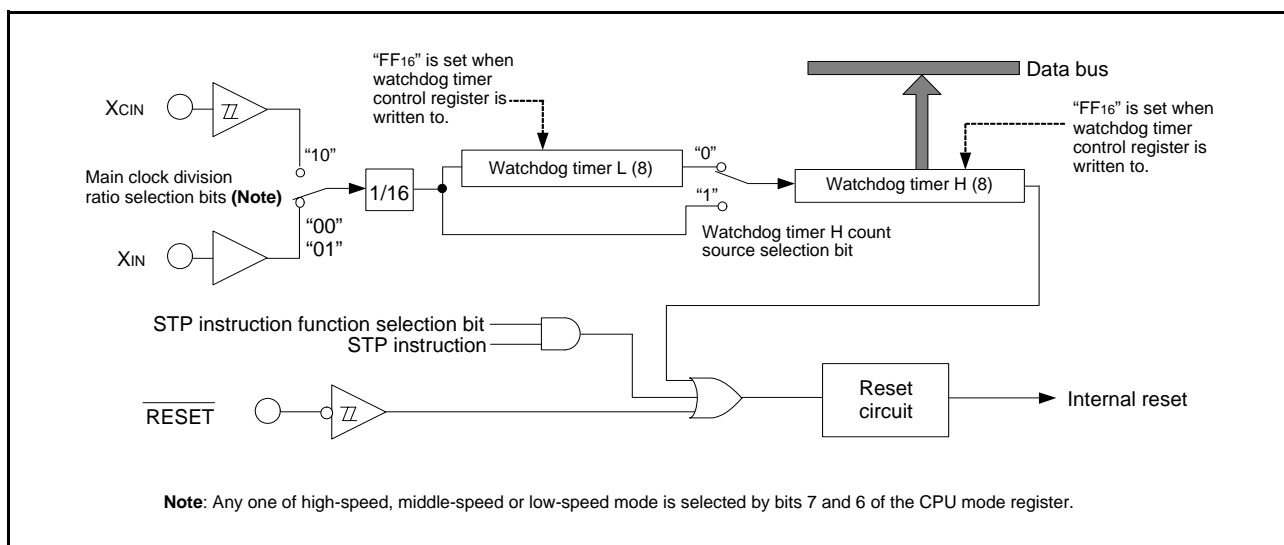 “FF16” is set when
watchdog timer
control register is
written to.
Data bus
“FF16” is set when
watchdog timer
control register is
written to.
XCIN
“10”
Main clock division
ratio selection bits (Note)
1/16
Watchdog timer L (8)
“0”
Watchdog timer H (8)
“1”
“00”
“01”
Watchdog timer H count
source selection bit
XIN
STP instruction function selection bit
STP instruction
RESET
Reset
circuit
Internal reset
Note: Any one of high-speed, middle-speed or low-speed mode is selected by bits 7 and 6 of the CPU mode register.